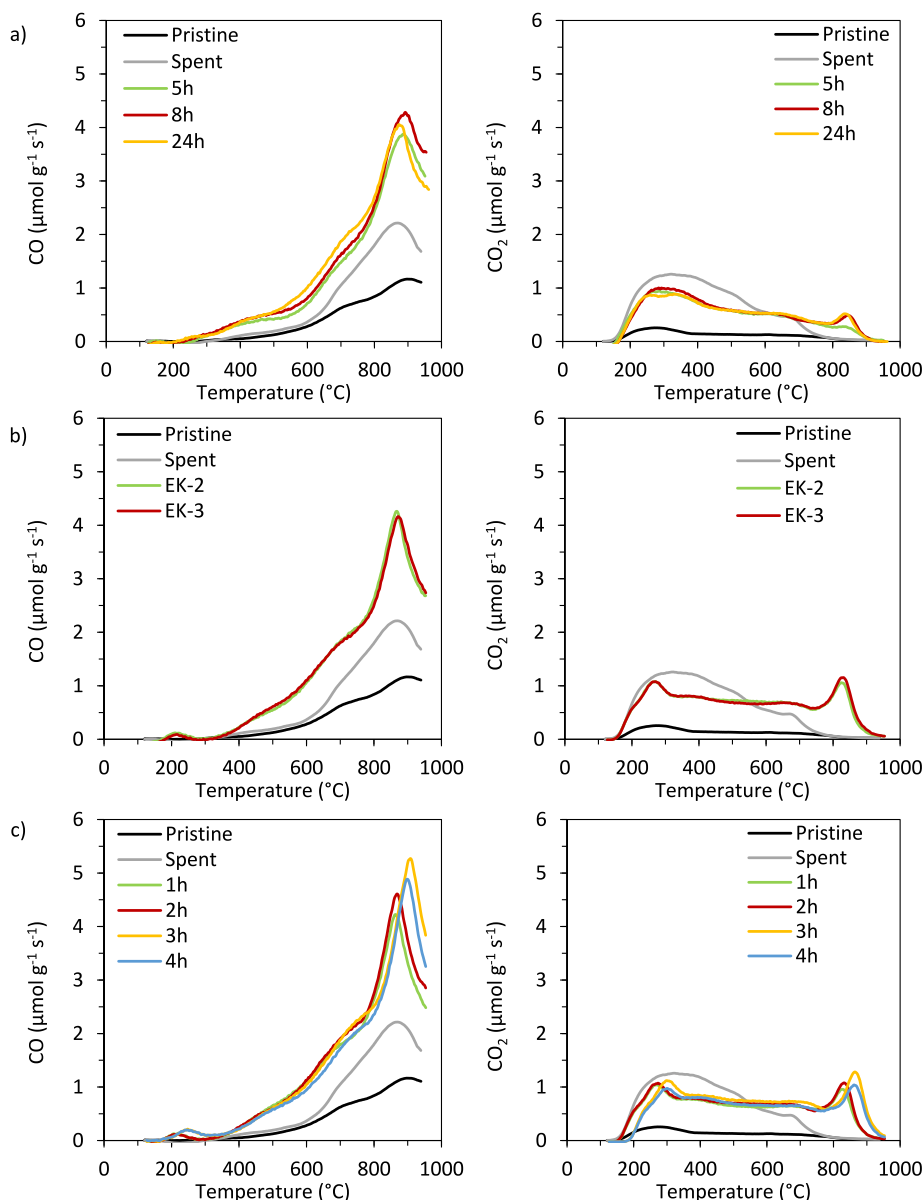 a)
6
5
4
3
2
1
0
CO (µmol g⁻¹ s⁻¹)
Pristine
Spent
5h
8h
24h
0 200 400 600 800 1000
Temperature (°C)
6
5
4
3
2
1
0
CO₂ (µmol g⁻¹ s⁻¹)
Pristine
Spent
5h
8h
24h
0 200 400 600 800 1000
Temperature (°C)
b)
6
5
4
3
2
1
0
CO (µmol g⁻¹ s⁻¹)
Pristine
Spent
EK-2
EK-3
0 200 400 600 800 1000
Temperature (°C)
6
5
4
3
2
1
0
CO₂ (µmol g⁻¹ s⁻¹)
Pristine
Spent
EK-2
EK-3
0 200 400 600 800 1000
Temperature (°C)
c)
6
5
4
3
2
1
0
CO (µmol g⁻¹ s⁻¹)
Pristine
Spent
1h
2h
3h
4h
0 200 400 600 800 1000
Temperature (°C)
6
5
4
3
2
1
0
CO₂ (µmol g⁻¹ s⁻¹)
Pristine
Spent
1h
2h
3h
4h
0 200 400 600 800 1000
Temperature (°C)